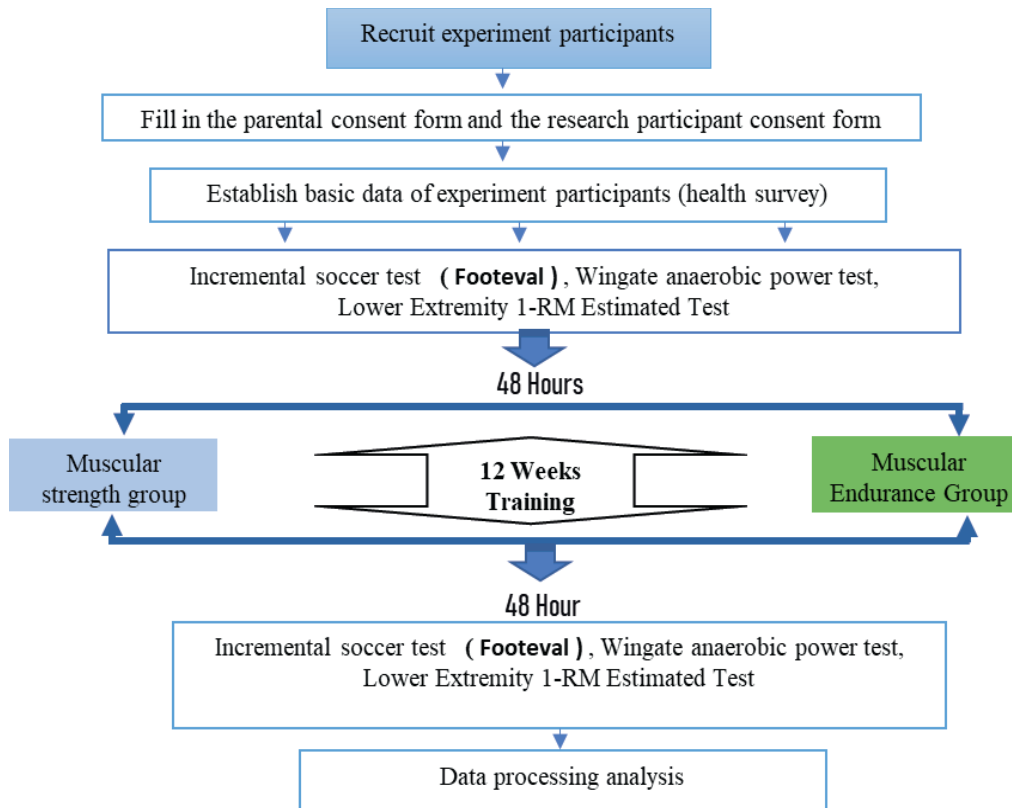 Recruit experiment participants
Fill in the parental consent form and the research participant consent form
Establish basic data of experiment participants (health survey)
Incremental soccer test ( Footeval ) , Wingate anaerobic power test,
Lower Extremity 1-RM Estimated Test
48 Hours
Muscular
strength group
12 Weeks
Training
Muscular
Endurance Group
48 Hour
Incremental soccer test ( Footeval ) , Wingate anaerobic power test,
Lower Extremity 1-RM Estimated Test
Data processing analysis